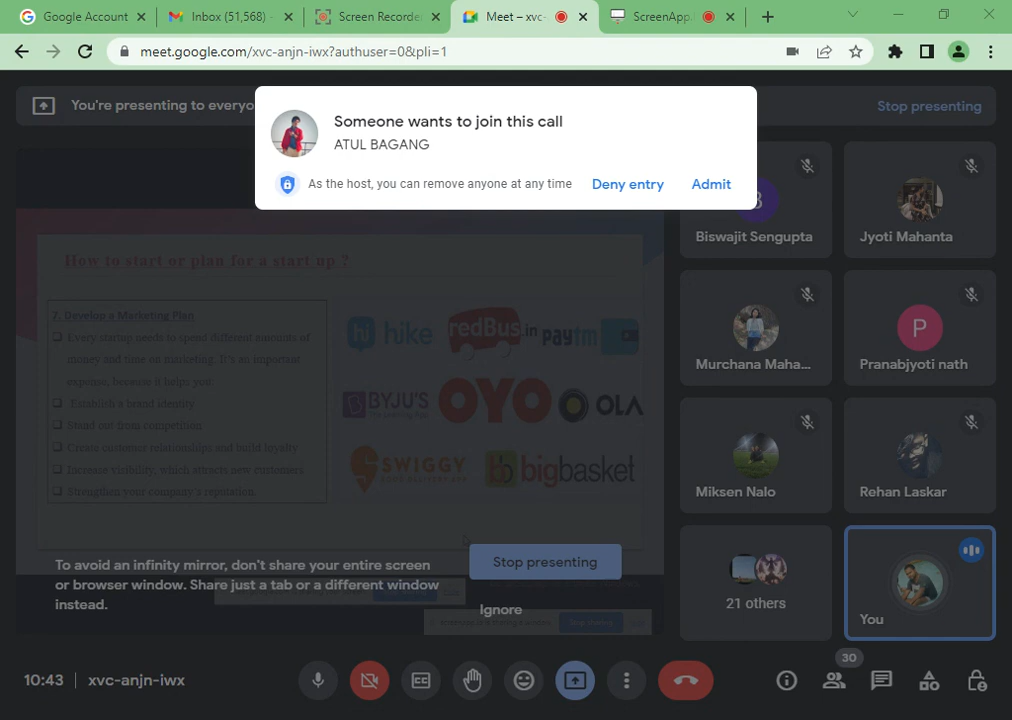 Google Account
Inbox (51,568)
Screen Recorde
Meet – xvc-
ScreenApp.
meet.google.com/xvc-anjn-iwx?authuser=0&pli=1
You're presenting to everyo
Stop presenting
Someone wants to join this call
ATUL BAGANG
As the host, you can remove anyone at any time
Deny entry
Admit
How to start or plan for a start up ?
7. Develop a Marketing Plan
Every startup needs to spend different amounts of
money and time on marketing. It's an important
expense, because it helps you:
Establish a brand identity
Stand out from competition
Create customer relationships and build loyalty
Increase visibility, which attracts new customers
Strengthen your company's reputation.
hike
redBus.in
paytm
BYJU'S
OYO
OLA
SWIGGY
bigbasket
To avoid an infinity mirror, don't share your entire screen
or browser window. Share just a tab or a different window
instead.
Stop presenting
Ignore
Biswajit Sengupta
Jyoti Mahanta
Murchana Maha...
P
Pranabjyoti nath
Miksen Nalo
Rehan Laskar
21 others
You
10:43
xvc-anjn-iwx
30